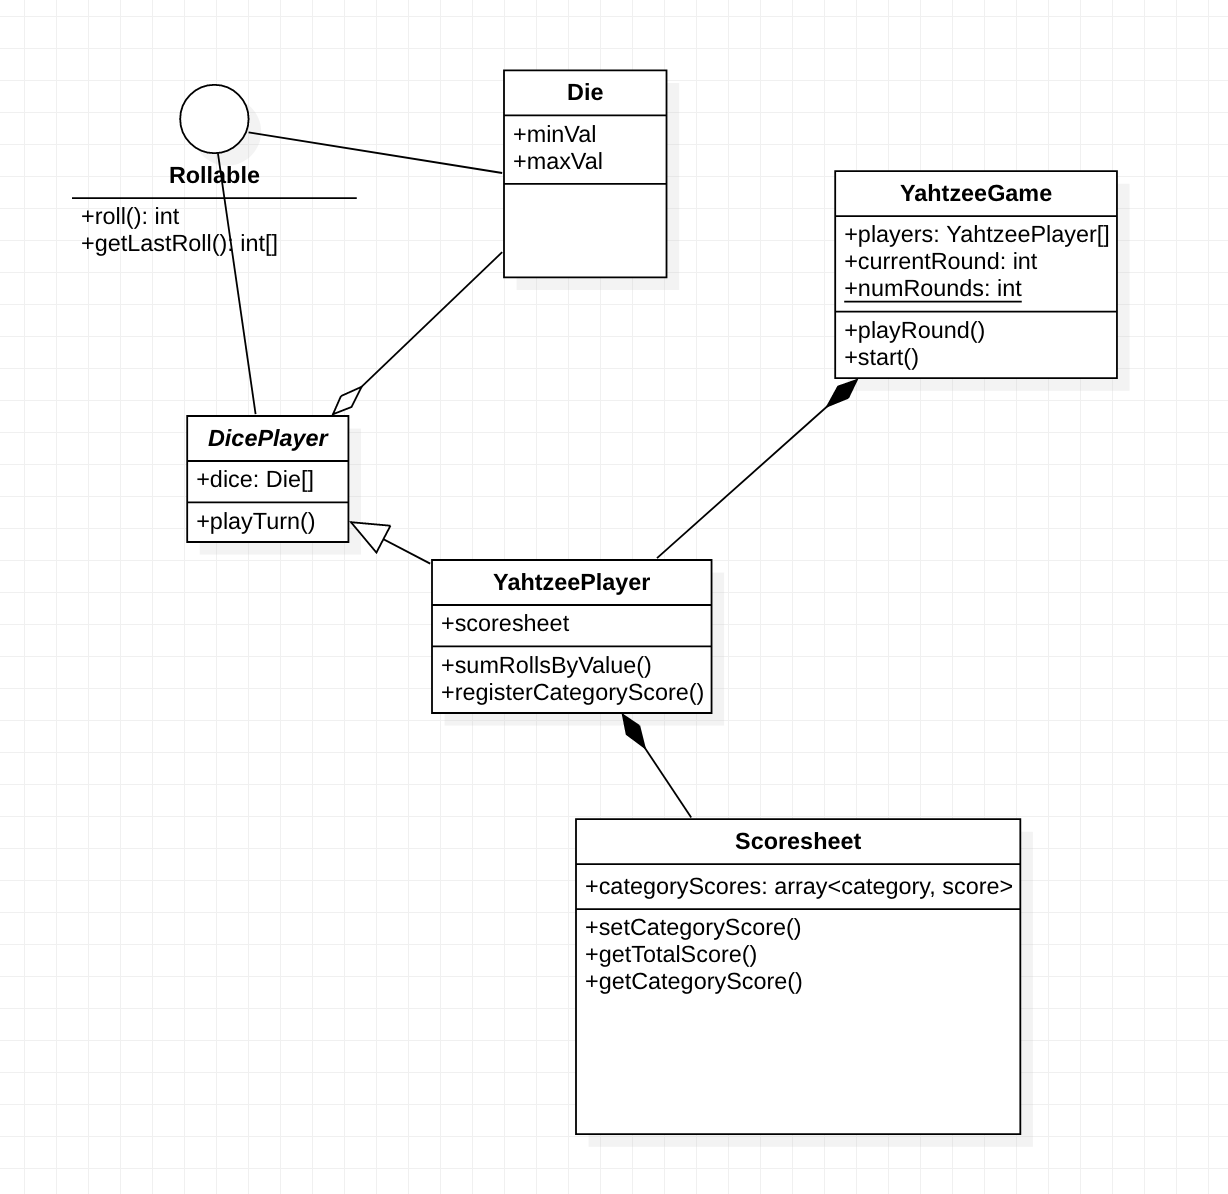 Rollable
+roll(): int
+getLastRoll(): int[]
Die
+minVal
+maxVal
YahtzeeGame
+players: YahtzeePlayer[]
+currentRound: int
+numRounds: int
+playRound()
+start()
DicePlayer
+dice: Die[]
+playTurn()
YahtzeePlayer
+scoresheet
+sumRollsByValue()
+registerCategoryScore()
Scoresheet
+categoryScores: array<category, score>
+setCategoryScore()
+getTotalScore()
+getCategoryScore()